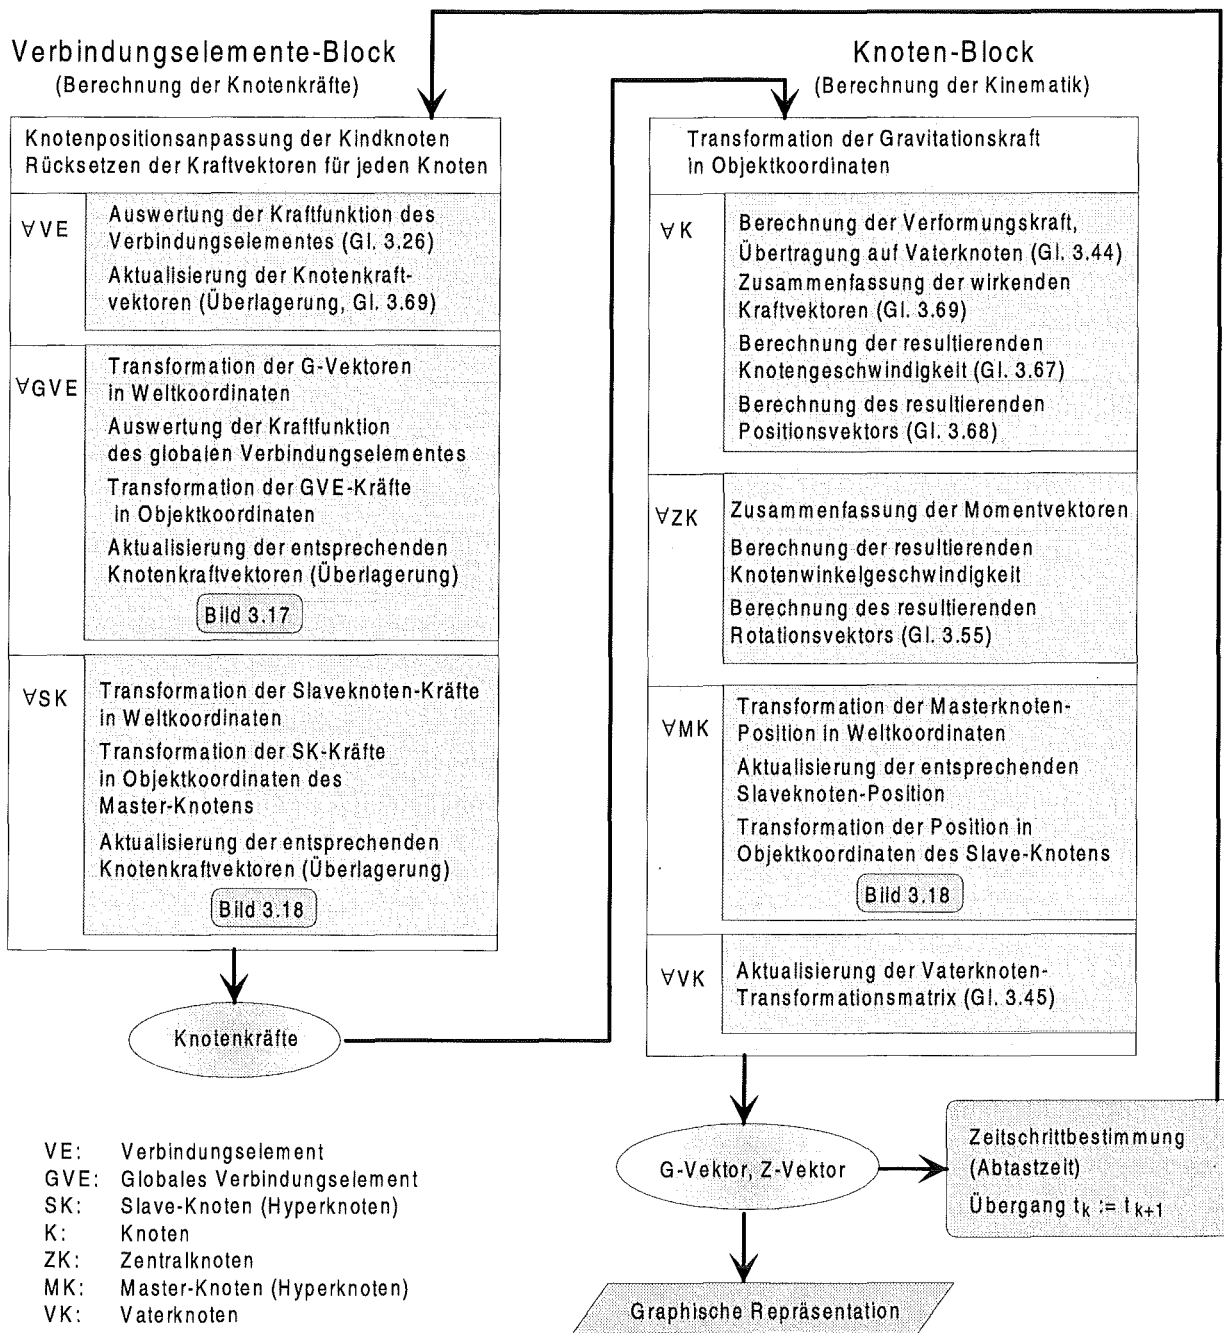 Verbindungselemente-Block
(Berechnung der Knotenkräfte)
Knotenpositionsanpassung der Kindknoten
Rücksetzen der Kraftvektoren für jeden Knoten
∀VE
Auswertung der Kraftfunktion des
Verbindungselementes (Gl. 3.26)
Aktualisierung der Knotenkraft-
vektoren (Überlagerung, Gl. 3.69)
∀GVE
Transformation der G-Vektoren
in Weltkoordinaten
Auswertung der Kraftfunktion
des globalen Verbindungselementes
Transformation der GVE-Kräfte
in Objektkoordinaten
Aktualisierung der entsprechenden
Knotenkraftvektoren (Überlagerung)
Bild 3.17
∀SK
Transformation der Slaveknoten-Kräfte
in Weltkoordinaten
Transformation der SK-Kräfte
in Objektkoordinaten des
Master-Knotens
Aktualisierung der entsprechenden
Knotenkraftvektoren (Überlagerung)
Bild 3.18
Knotenkräfte
Knoten-Block
(Berechnung der Kinematik)
Transformation der Gravitationskraft
in Objektkoordinaten
∀K
Berechnung der Verformungskraft,
Übertragung auf Vaterknoten (Gl. 3.44)
Zusammenfassung der wirkenden
Kraftvektoren (Gl. 3.69)
Berechnung der resultierenden
Knotengeschwindigkeit (Gl. 3.67)
Berechnung des resultierenden
Positionsvektors (Gl. 3.68)
∀ZK
Zusammenfassung der Momentvektoren
Berechnung der resultierenden
Knotenwinkelgeschwindigkeit
Berechnung des resultierenden
Rotationsvektors (Gl. 3.55)
∀MK
Transformation der Masterknoten-
Position in Weltkoordinaten
Aktualisierung der entsprechenden
Slaveknoten-Position
Transformation der Position in
Objektkoordinaten des Slave-Knotens
Bild 3.18
∀VK
Aktualisierung der Vaterknoten-
Transformationsmatrix (Gl. 3.45)
G-Vektor, Z-Vektor
Zeitschrittbestimmung
(Abtastzeit)
Übergang t_k := t_{k+1}
Graphische Repräsentation
VE: Verbindungselement
GVE: Globales Verbindungselement
SK: Slave-Knoten (Hyperknoten)
K: Knoten
ZK: Zentralknoten
MK: Master-Knoten (Hyperknoten)
VK: Vaterknoten